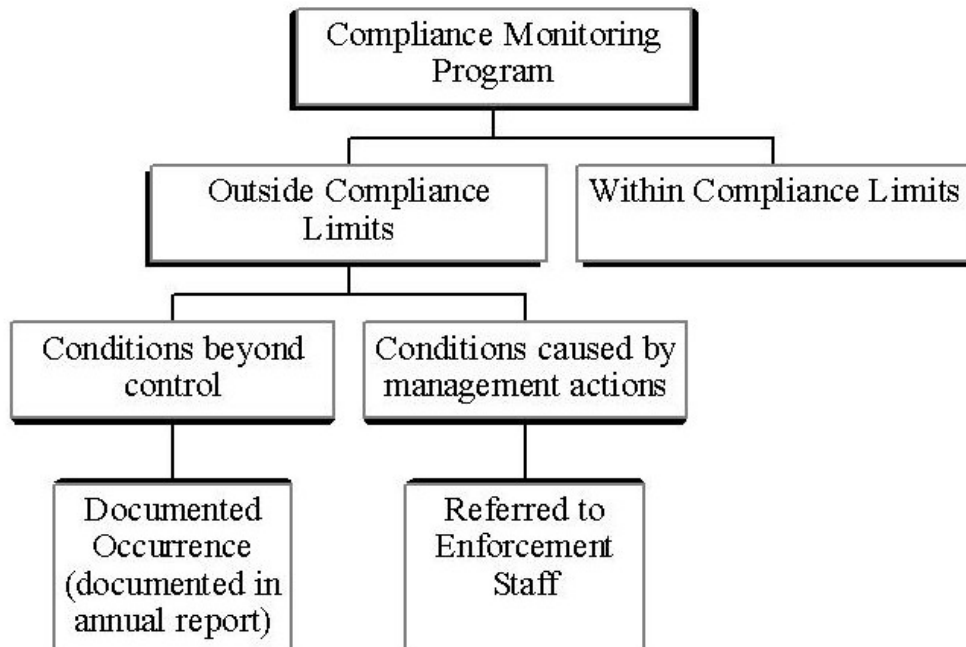 Compliance Monitoring
Program
Outside Compliance
Limits
Within Compliance Limits
Conditions beyond
control
Conditions caused by
management actions
Documented
Occurrence
(documented in
annual report)
Referred to
Enforcement
Staff